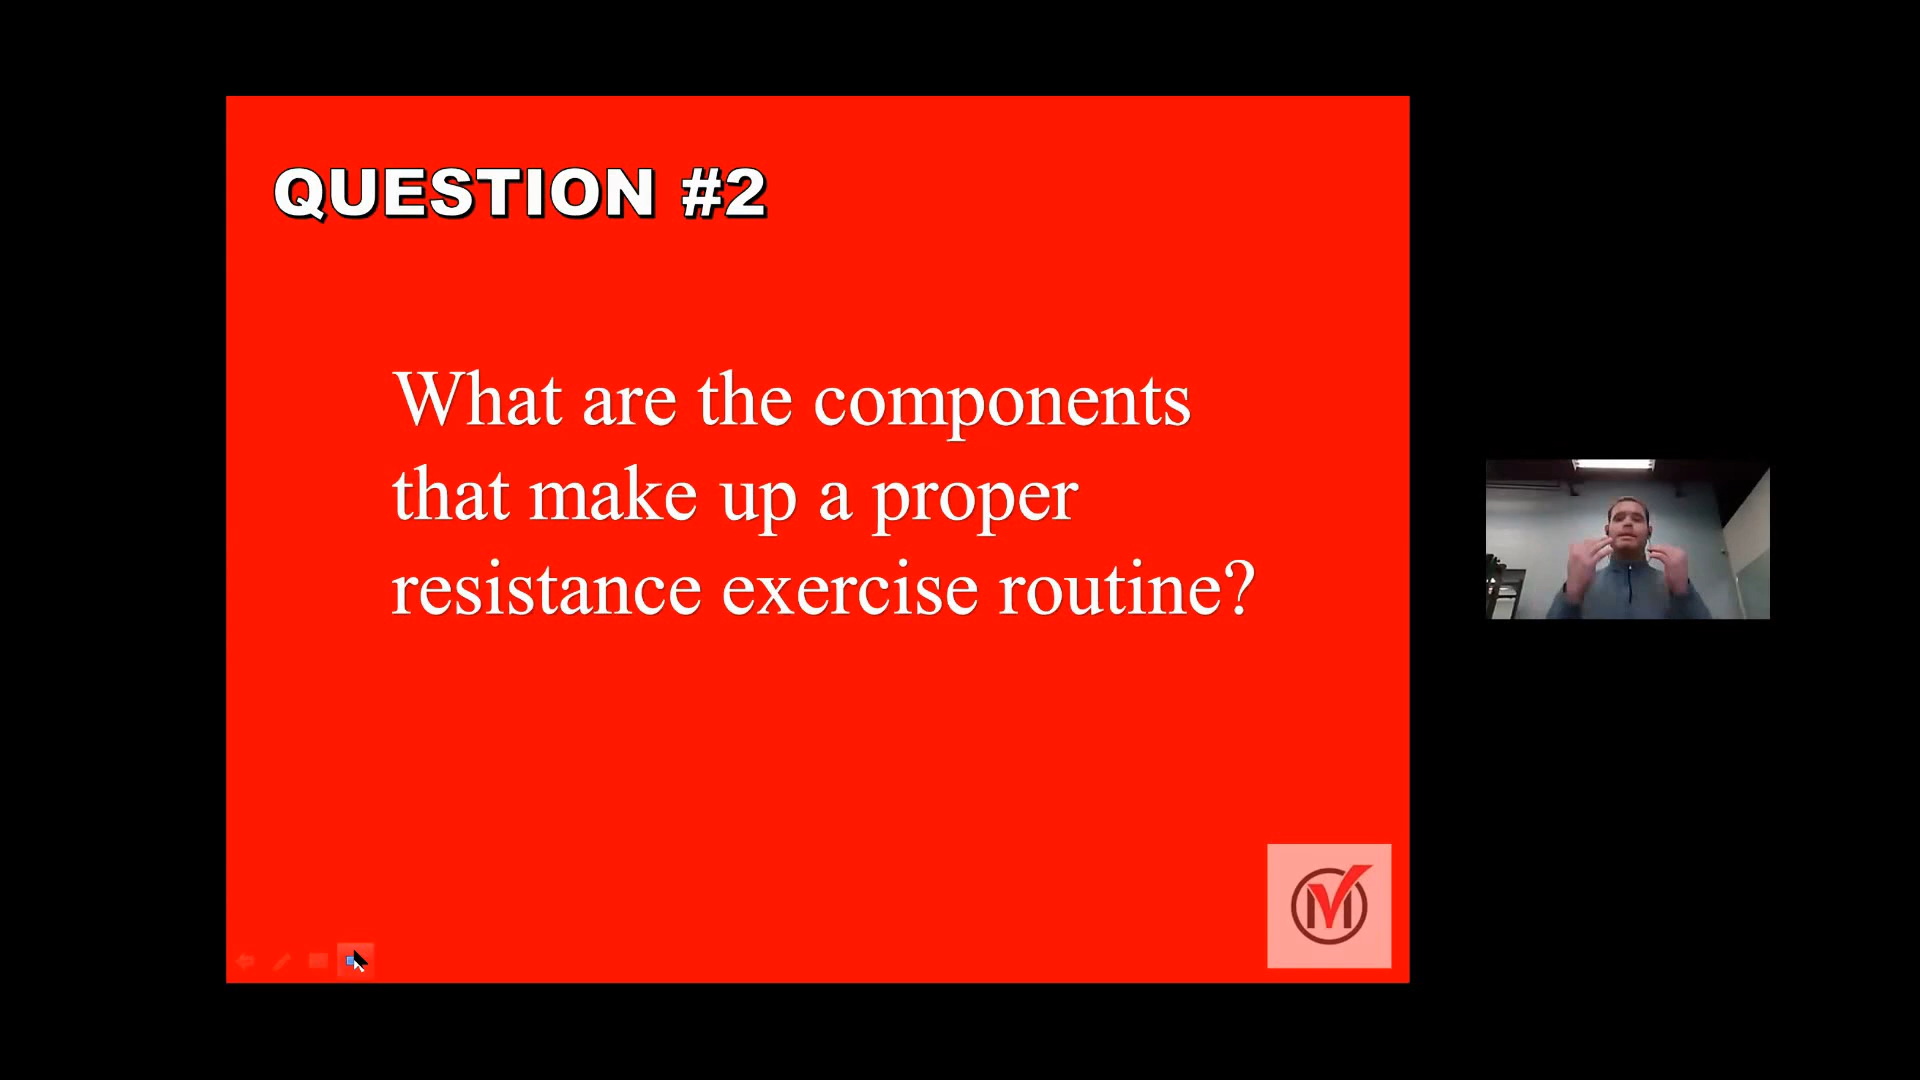 QUESTION #2
What are the components
that make up a proper
resistance exercise routine?
M